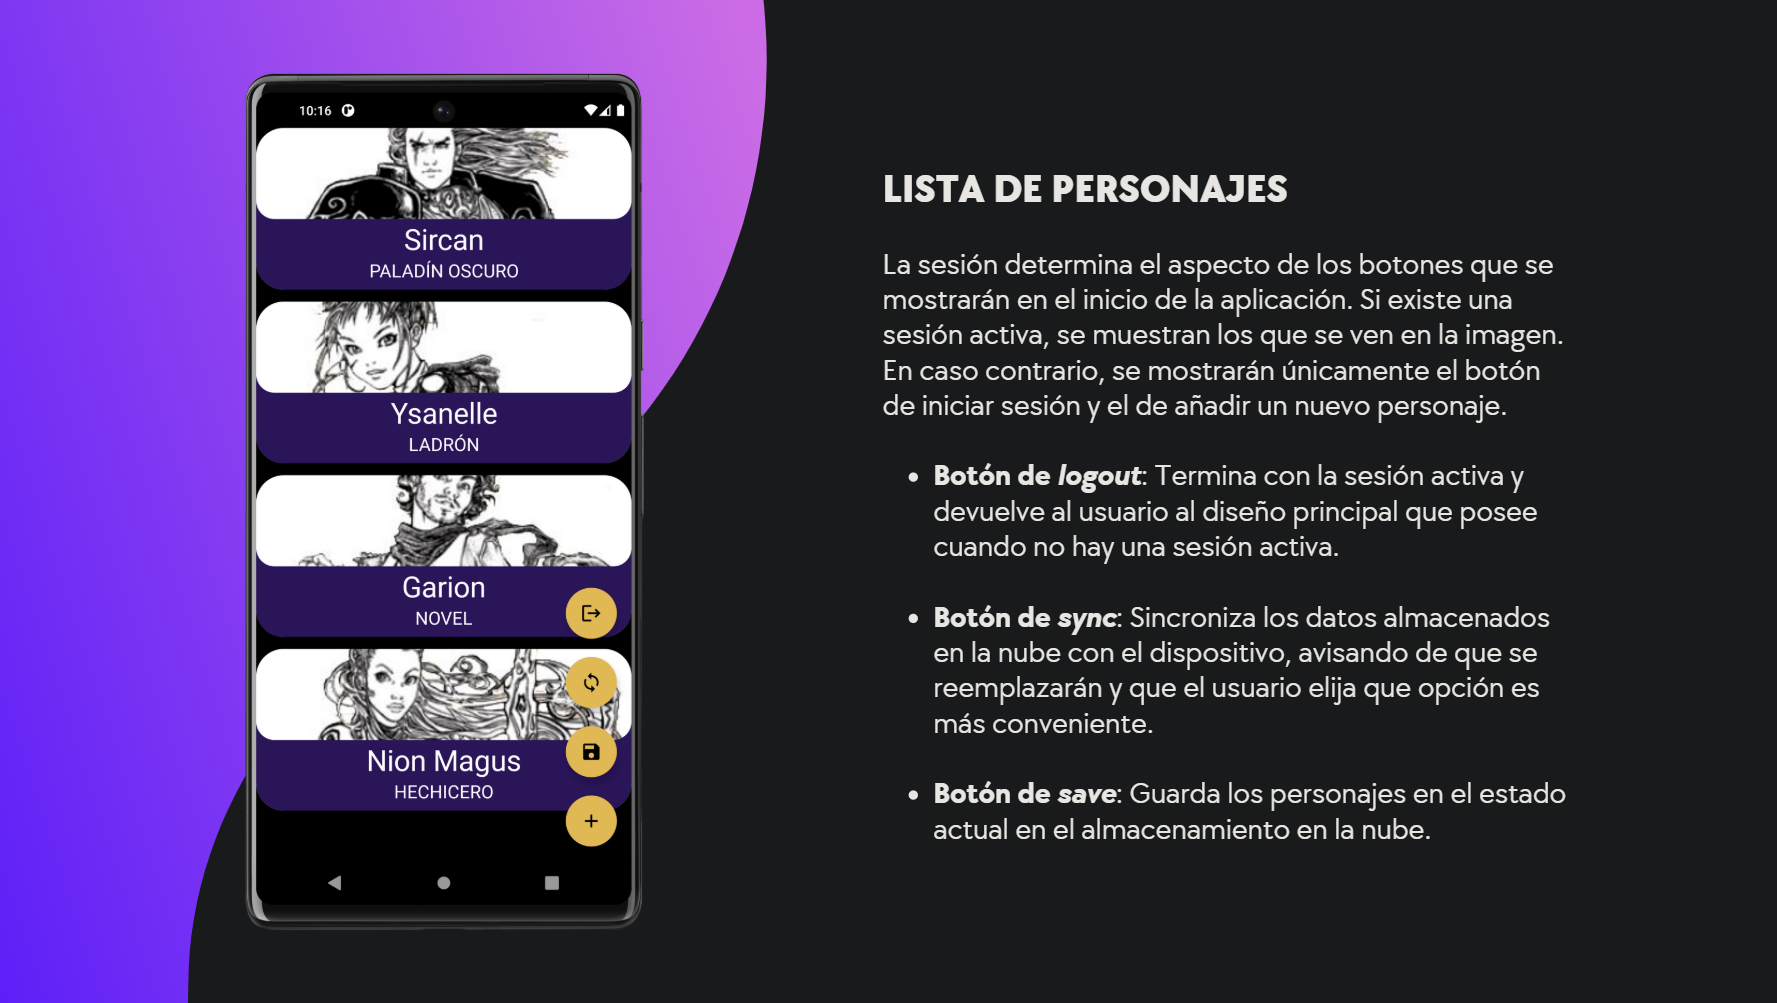 10:16
Sircan
PALADÍN OSCURO
Ysanelle
LADRÓN
Garion
NOVEL
Nion Magus
HECHICERO
LISTA DE PERSONAJES
La sesión determina el aspecto de los botones que se
mostrarán en el inicio de la aplicación. Si existe una
sesión activa, se muestran los que se ven en la imagen.
En caso contrario, se mostrarán únicamente el botón
de iniciar sesión y el de añadir un nuevo personaje.
• Botón de logout: Termina con la sesión activa y
devuelve al usuario al diseño principal que posee
cuando no hay una sesión activa.
• Botón de sync: Sincroniza los datos almacenados
en la nube con el dispositivo, avisando de que se
reemplazarán y que el usuario elija que opción es
más conveniente.
• Botón de save: Guarda los personajes en el estado
actual en el almacenamiento en la nube.